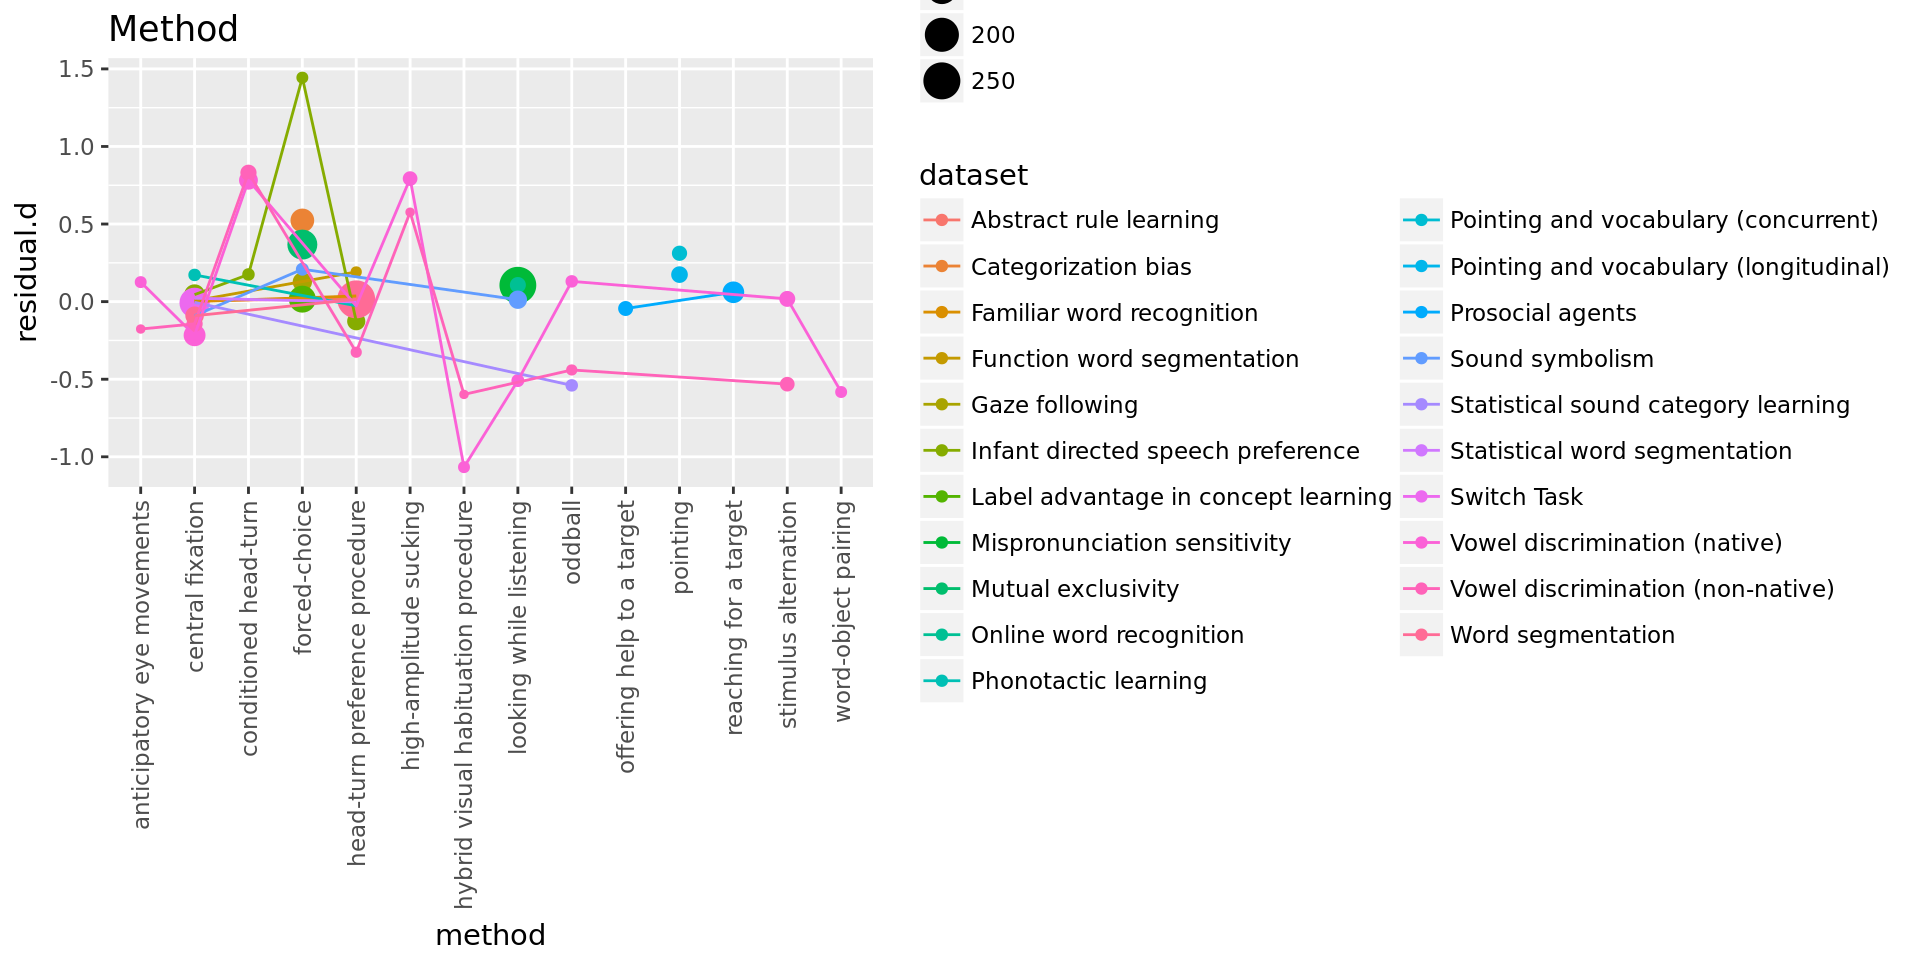 Method
1.5
1.0
0.5
0.0
-0.5
-1.0
residual.d
anticipatory eye movements
central fixation
conditioned head-turn
forced-choice
head-turn preference procedure
high-amplitude sucking
hybrid visual habituation procedure
looking while listening
oddball
offering help to a target
pointing
reaching for a target
stimulus alternation
word-object pairing
method
200
250
dataset
Abstract rule learning
Categorization bias
Familiar word recognition
Function word segmentation
Gaze following
Infant directed speech preference
Label advantage in concept learning
Mispronunciation sensitivity
Mutual exclusivity
Online word recognition
Phonotactic learning
Pointing and vocabulary (concurrent)
Pointing and vocabulary (longitudinal)
Prosocial agents
Sound symbolism
Statistical sound category learning
Statistical word segmentation
Switch Task
Vowel discrimination (native)
Vowel discrimination (non-native)
Word segmentation